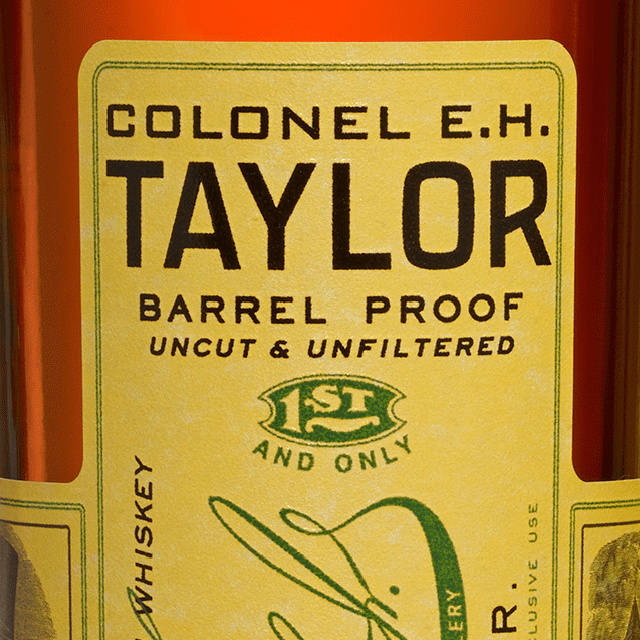 COLONEL E.H.
TAYLOR
BARREL PROOF
UNCUT & UNFILTERED
1ST
AND ONLY
WHISKEY